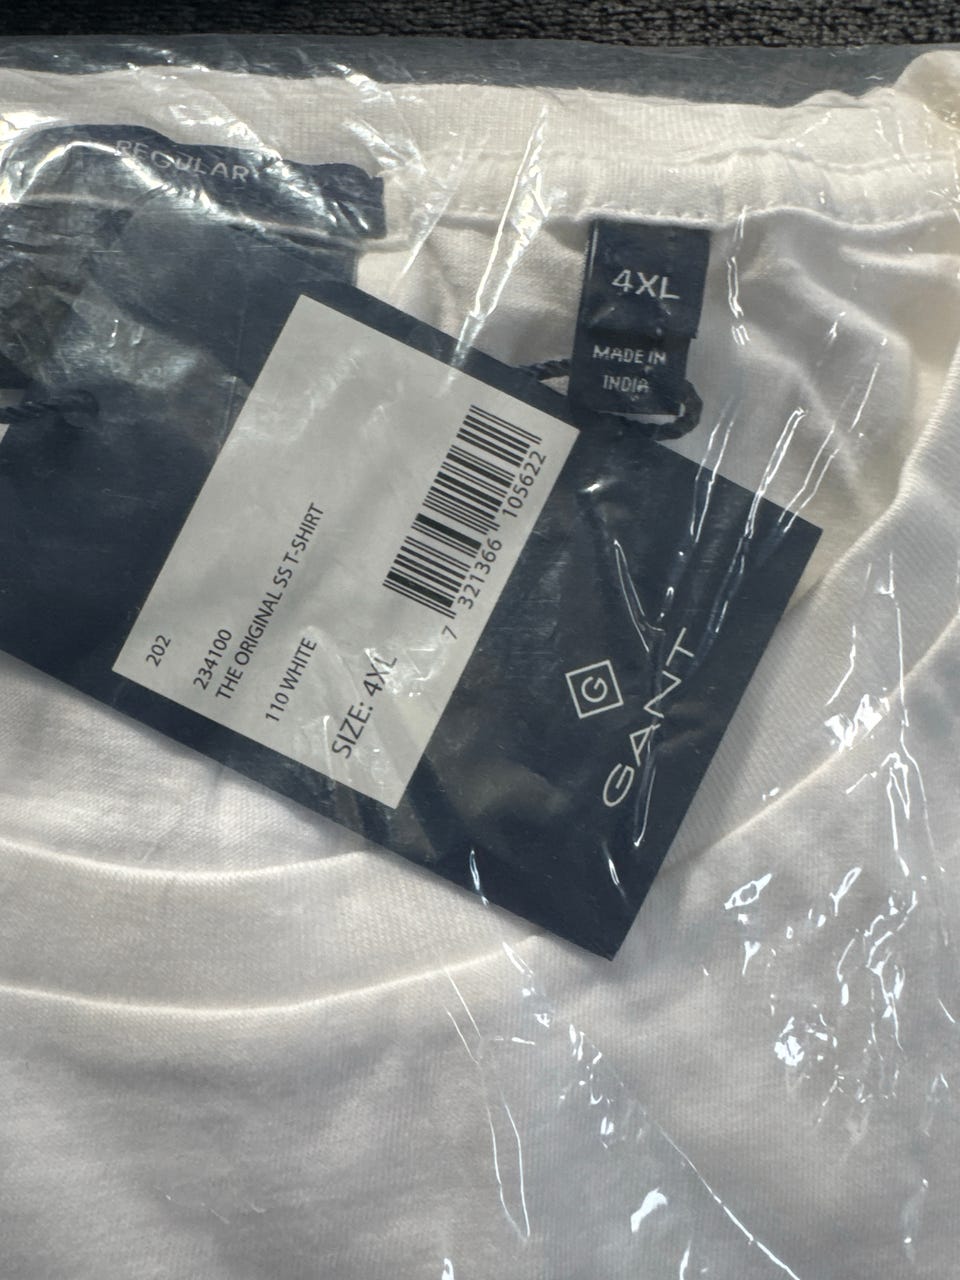 REGULAR
4XL
MADE IN
INDIA
202
234100
THE ORIGINAL SS T-SHIRT
110 WHITE
SIZE: 4XL
7 321366 105622
G
GANT